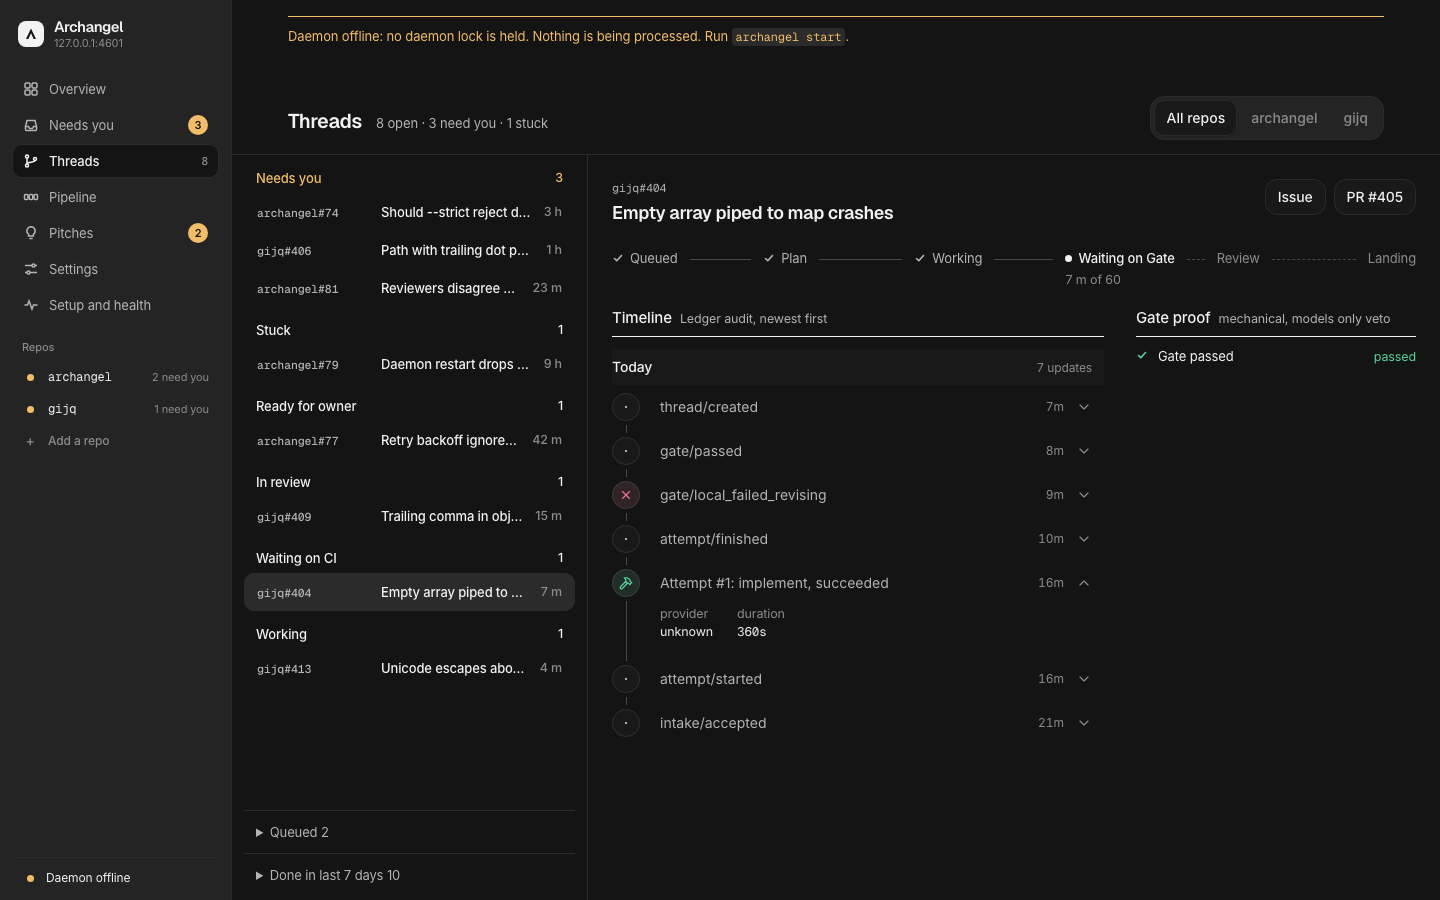 Archangel
127.0.0.1:4601
Overview
Needs you 3
Threads 8
Pipeline
Pitches 2
Settings
Setup and health
Repos
archangel 2 need you
gijq 1 need you
+ Add a repo
Daemon offline
Daemon offline: no daemon lock is held. Nothing is being processed. Run archangel start.
Threads 8 open · 3 need you · 1 stuck
All repos archangel gijq
Needs you 3
archangel#74 Should --strict reject d... 3 h
gijq#406 Path with trailing dot p... 1 h
archangel#81 Reviewers disagree ... 23 m
Stuck 1
archangel#79 Daemon restart drops ... 9 h
Ready for owner 1
archangel#77 Retry backoff ignore... 42 m
In review 1
gijq#409 Trailing comma in obj... 15 m
Waiting on CI 1
gijq#404 Empty array piped to ... 7 m
Working 1
gijq#413 Unicode escapes abo... 4 m
Queued 2
Done in last 7 days 10
gijq#404
Empty array piped to map crashes
Issue PR #405
Queued Plan Working Waiting on Gate Review Landing
7 m of 60
Timeline Ledger audit, newest first
Today 7 updates
thread/created 7m
gate/passed 8m
gate/local_failed_revising 9m
attempt/finished 10m
Attempt #1: implement, succeeded 16m
provider duration
unknown 360s
attempt/started 16m
intake/accepted 21m
Gate proof mechanical, models only veto
Gate passed passed